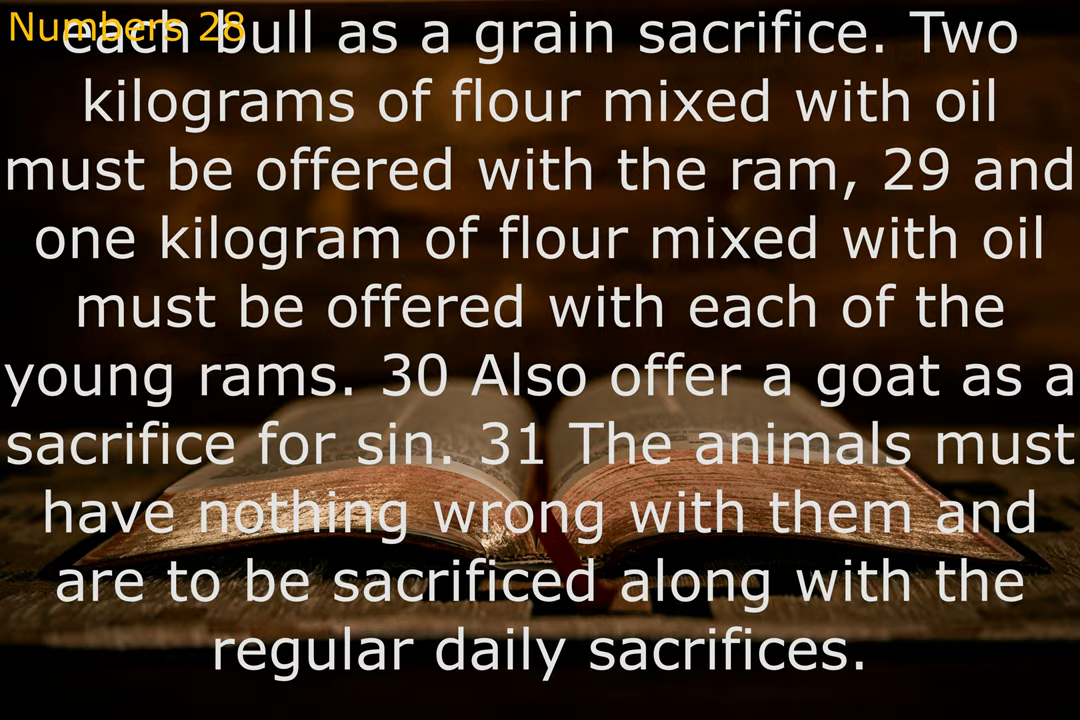 Numbers 28
each bull as a grain sacrifice. Two
kilograms of flour mixed with oil
must be offered with the ram, 29 and
one kilogram of flour mixed with oil
must be offered with each of the
young rams. 30 Also offer a goat as a
sacrifice for sin. 31 The animals must
have nothing wrong with them and
are to be sacrificed along with the
regular daily sacrifices.